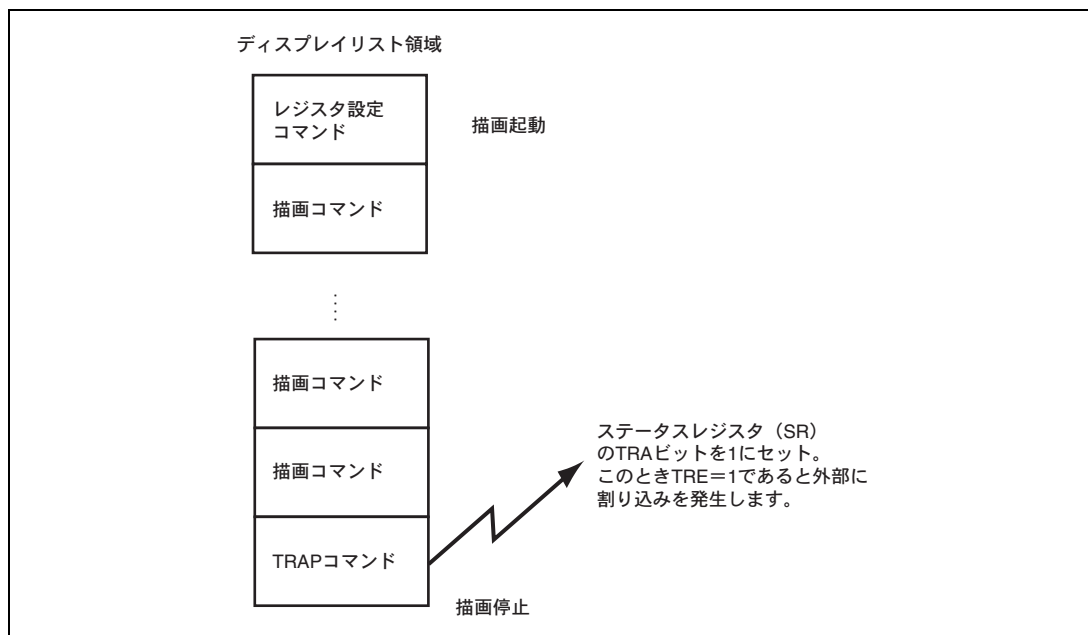 ディスプレイリスト領域
レジスタ設定
コマンド
描画起動
描画コマンド
描画コマンド
描画コマンド
ステータスレジスタ（SR）
のTRAビットを1にセット。
このときTRE＝1であると外部に
割り込みを発生します。
TRAPコマンド
描画停止